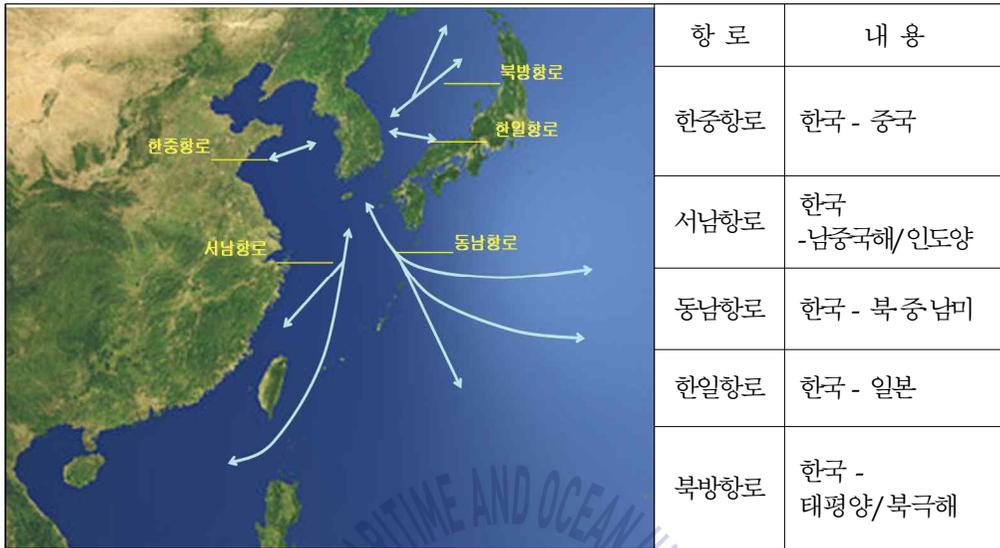 북방항로
한일항로
한중항로
서남항로
동남항로
항 로 내 용
한중항로 한국 - 중국
서남항로 한국
-남중국해/인도양
동남항로 한국 - 북·중·남미
한일항로 한국 - 일본
북방항로 한국 -
태평양/북극해
MARITIME AND OCEAN